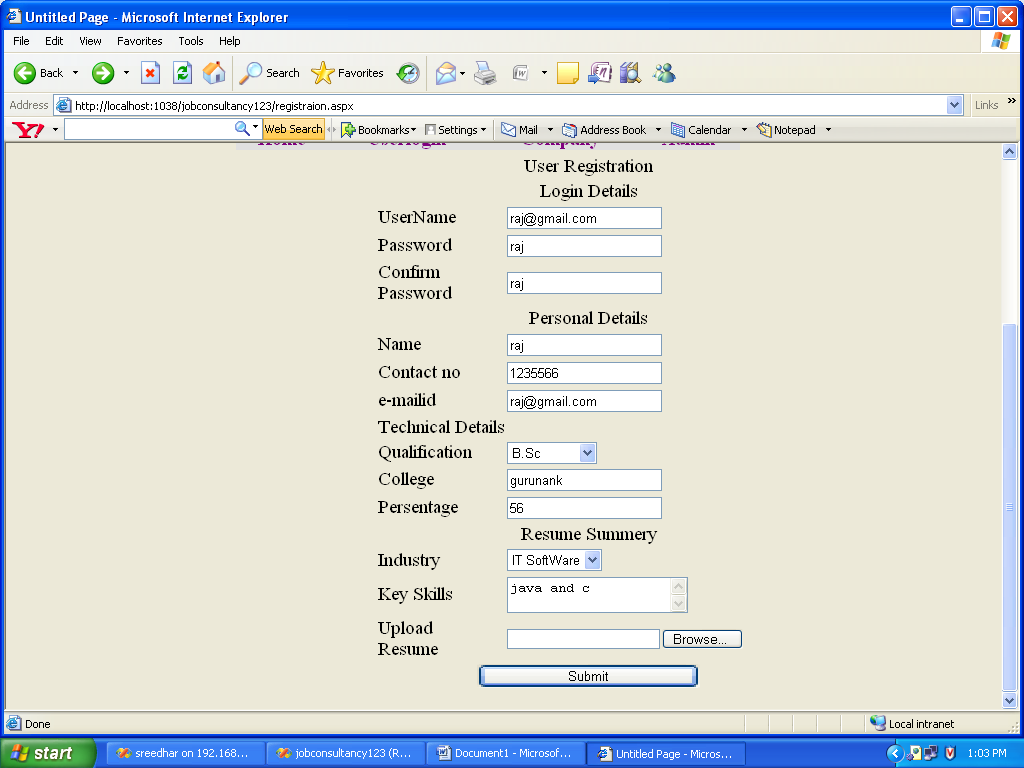 Untitled Page - Microsoft Internet Explorer
File Edit View Favorites Tools Help
Back Search Favorites
Address http://localhost:1038/jobconsultancy123/registraion.aspx Links »
Y! Web Search Bookmarks Settings Mail Address Book Calendar Notepad
Home Userlogin Company Admin
User Registration
Login Details
UserName raj@gmail.com
Password raj
Confirm
Password raj
Personal Details
Name raj
Contact no 1235566
e-mailid raj@gmail.com
Technical Details
Qualification B.Sc
College gurunank
Persentage 56
Resume Summery
Industry IT SoftWare
Key Skills java and c
Upload
Resume Browse...
Submit
Done Local intranet
start sreedhar on 192.168... jobconsultancy123 (R... Document1 - Microsof... Untitled Page - Micros... 1:03 PM